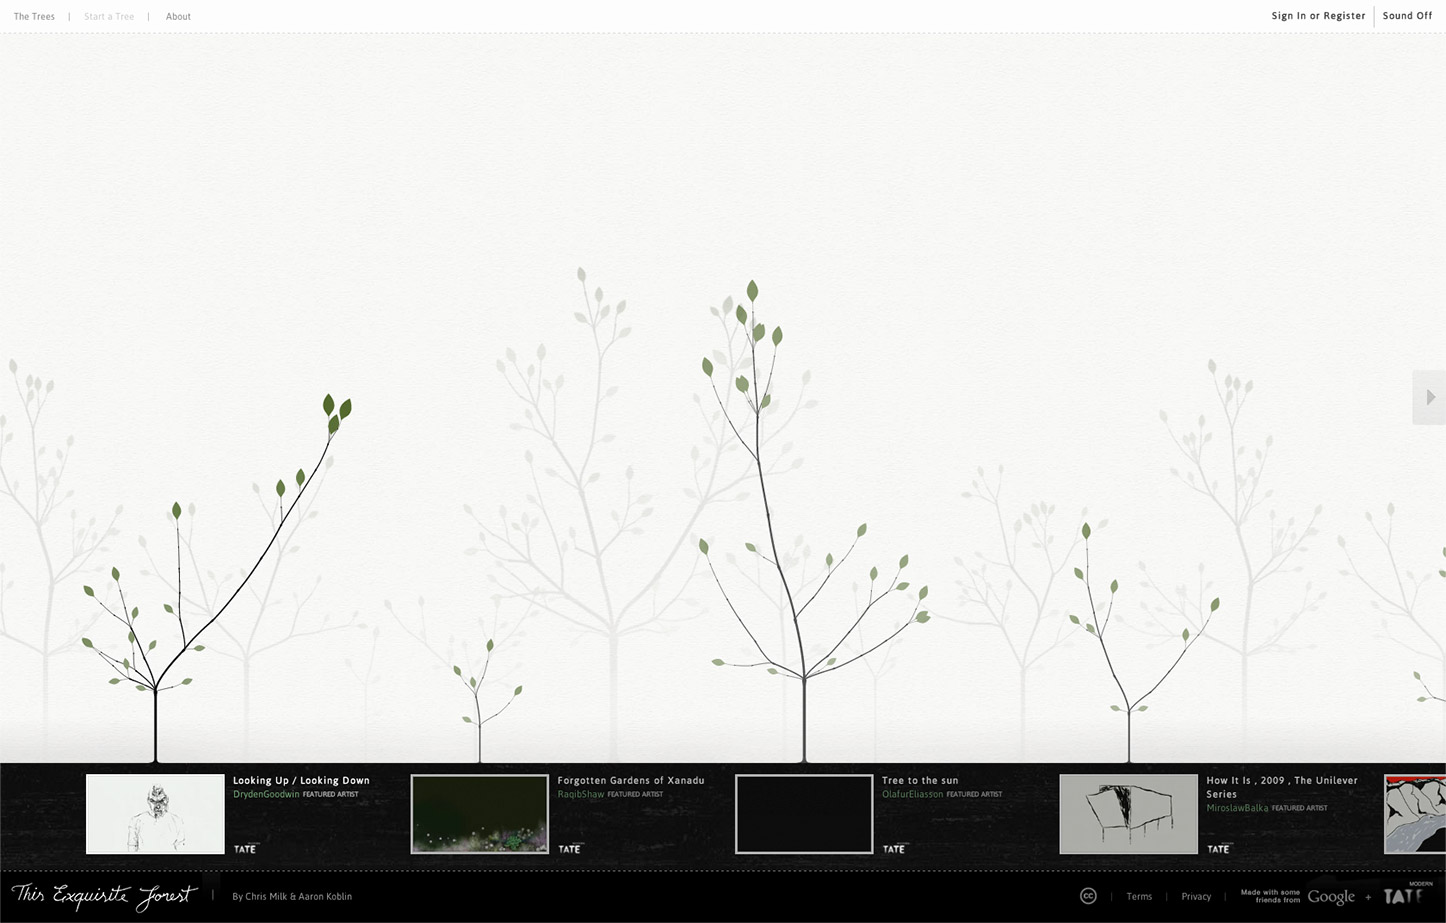 The Trees | Start a Tree | About
Sign In or Register | Sound Off
Looking Up / Looking Down
DrydenGoodwin FEATURED ARTIST
TATE
Forgotten Gardens of Xanadu
RaqibShaw FEATURED ARTIST
TATE
Tree to the sun
OlafurEliasson FEATURED ARTIST
TATE
How It Is , 2009 , The Unilever
Series
MiroslawBalka FEATURED ARTIST
TATE
This Exquisite Forest | By Chris Milk & Aaron Koblin
cc | Terms | Privacy |
Made with some
friends from
Google + TATE
MODERN